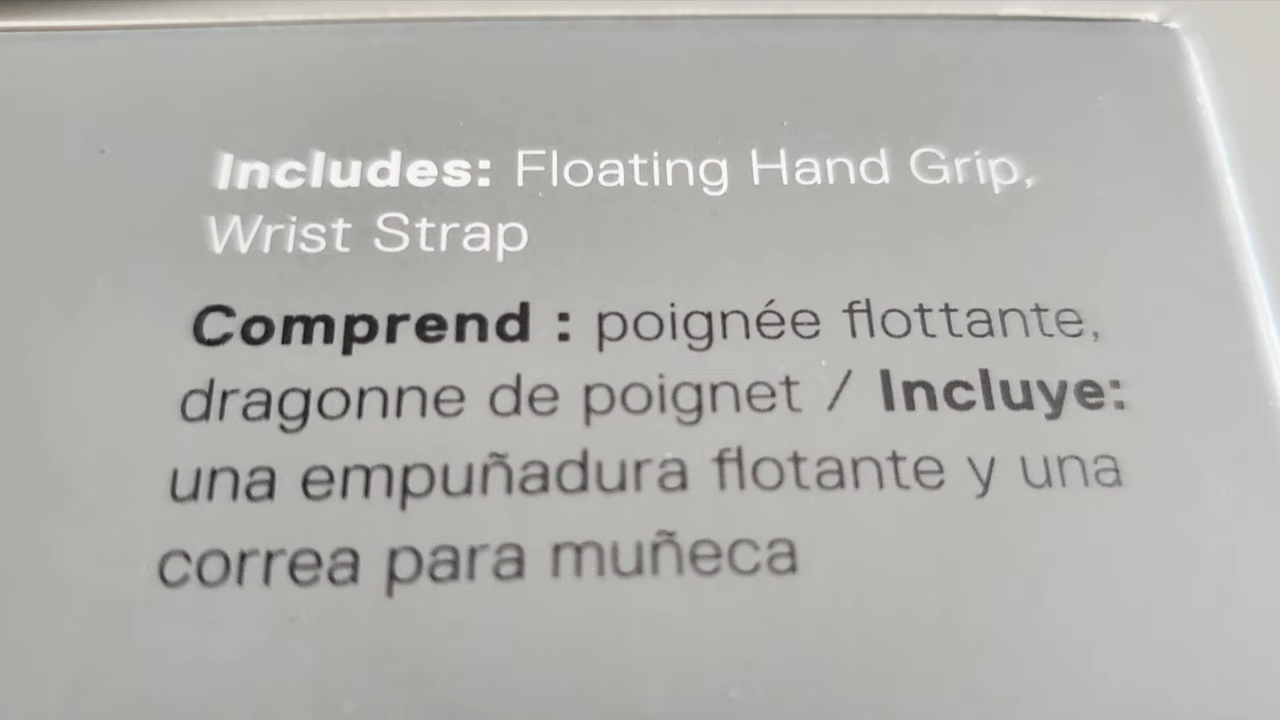 Includes: Floating Hand Grip,
Wrist Strap
Comprend : poignée flottante,
dragonne de poignet / Incluye:
una empuñadura flotante y una
correa para muñeca